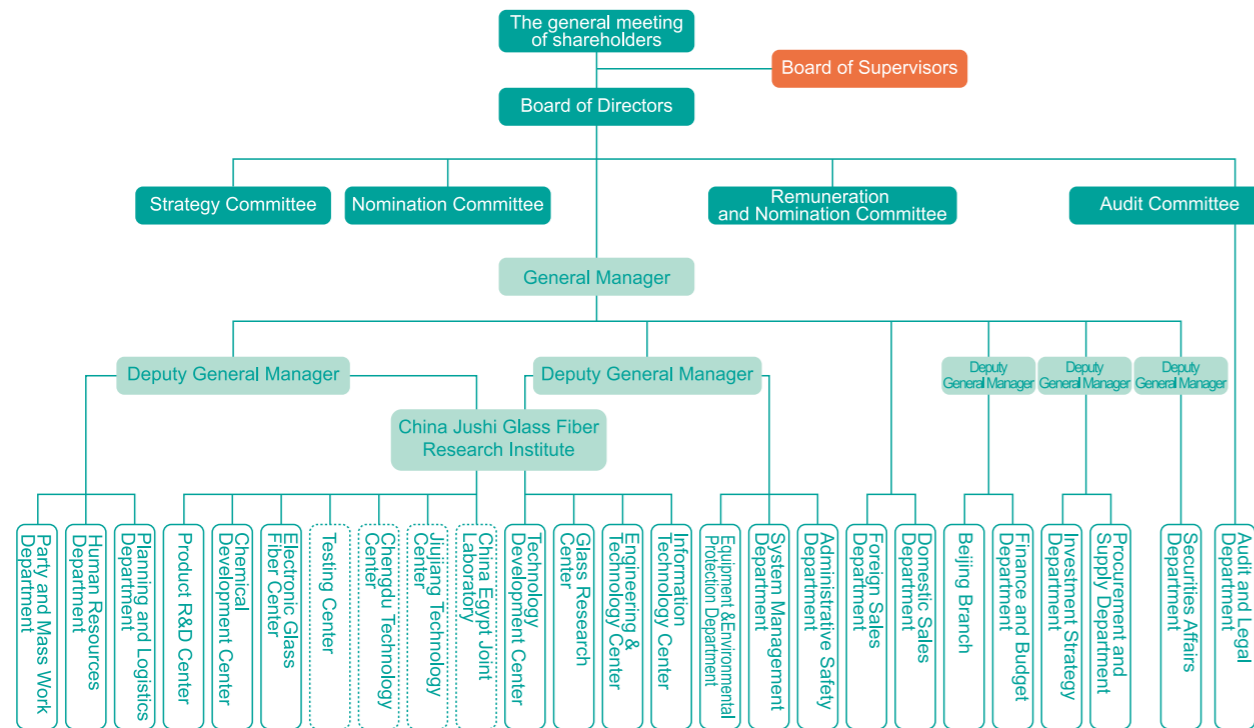 The general meeting
of shareholders
Board of Supervisors
Board of Directors
Strategy Committee
Nomination Committee
Remuneration
and Nomination Committee
Audit Committee
General Manager
Deputy General Manager
Deputy General Manager
Deputy
General Manager
Deputy
General Manager
Deputy
General Manager
China Jushi Glass Fiber
Research Institute
Party and Mass Work
Department
Human Resources
Department
Planning and Logistics
Department
Product R&D Center
Chemical
Development Center
Electronic Glass
Fiber Center
Testing Center
Chengdu Technology
Center
Jiujiang Technology
Center
China Egypt Joint
Laboratory
Technology
Development Center
Glass Research
Center
Engineering &
Technology Center
Information
Technology Center
Equipment &Environmental
Protection Department
System Management
Department
Administrative Safety
Department
Foreign Sales
Department
Domestic Sales
Department
Beijing Branch
Finance and Budget
Department
Investment Strategy
Department
Procurement and
Supply Department
Securities Affairs
Department
Audit and Legal
Department